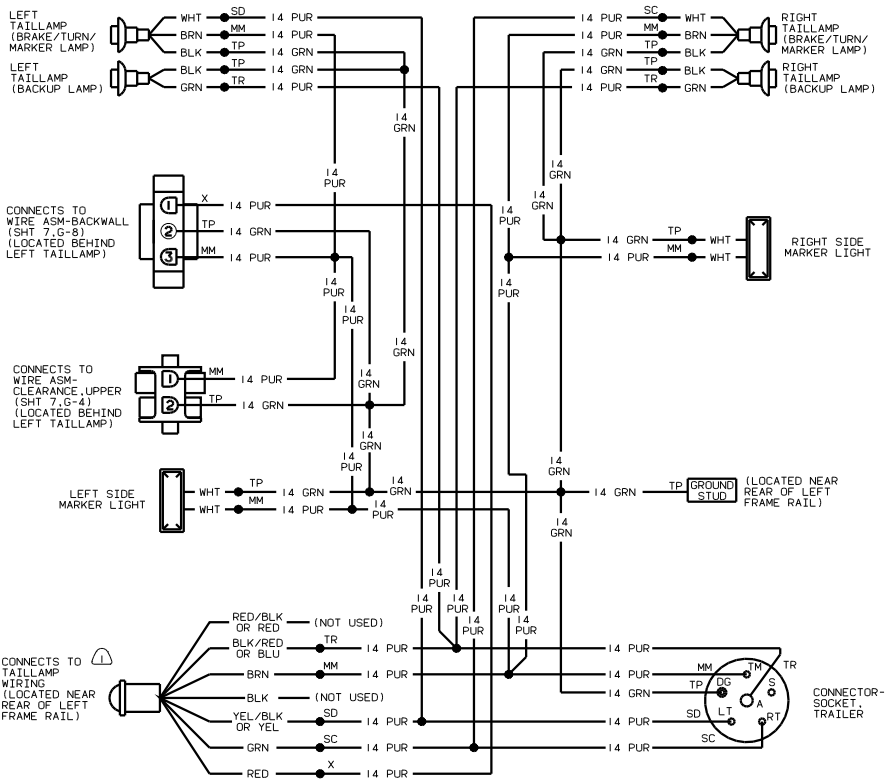 LEFT
TAILLAMP
(BRAKE/TURN/
MARKER LAMP)
WHT SD 14 PUR
BRN MM 14 PUR
BLK TP 14 GRN
LEFT
TAILLAMP
(BACKUP LAMP)
BLK TP 14 GRN
GRN TR 14 PUR
14 PUR SC WHT
14 PUR MM BRN
14 GRN TP BLK
RIGHT
TAILLAMP
(BRAKE/TURN/
MARKER LAMP)
14 GRN TP BLK
14 PUR TR GRN
RIGHT
TAILLAMP
(BACKUP LAMP)
14
GRN
14
PUR
14
GRN
14
GRN
14
PUR
CONNECTS TO
WIRE ASM-BACKWALL
(SHT 7,G-8)
(LOCATED BEHIND
LEFT TAILLAMP)
1 X 14 PUR
2 TP 14 GRN
3 MM 14 PUR
14 GRN TP WHT
14 PUR MM WHT
RIGHT SIDE
MARKER LIGHT
14
PUR
14
PUR
14
PUR
14
GRN
CONNECTS TO
WIRE ASM-
CLEARANCE,UPPER
(SHT 7,G-4)
(LOCATED BEHIND
LEFT TAILLAMP)
1 MM 14 PUR
2 TP 14 GRN
14
GRN
14
GRN
14
PUR
14
GRN
LEFT SIDE
MARKER LIGHT
WHT TP 14 GRN
14
GRN
WHT MM 14 PUR
14
PUR
14 GRN TP
GROUND
STUD
(LOCATED NEAR
REAR OF LEFT
FRAME RAIL)
14
GRN
14
PUR
14
PUR
14
PUR
14
PUR
14
PUR
CONNECTS TO 1
TAILLAMP
WIRING
(LOCATED NEAR
REAR OF LEFT
FRAME RAIL)
RED/BLK
OR RED
(NOT USED)
BLK/RED
OR BLU
TR 14 PUR
BRN MM 14 PUR
BLK (NOT USED)
YEL/BLK
OR YEL
SD 14 PUR
GRN SC 14 PUR
RED X 14 PUR
14 PUR TR
14 PUR MM
14 GRN TP
14 PUR SD
14 PUR SC
TM
DG
S
A
LT
RT
CONNECTOR-
SOCKET,
TRAILER